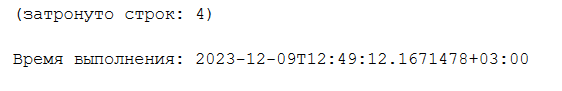 (затронуто строк: 4)
Время выполнения: 2023-12-09T12:49:12.1671478+03:00